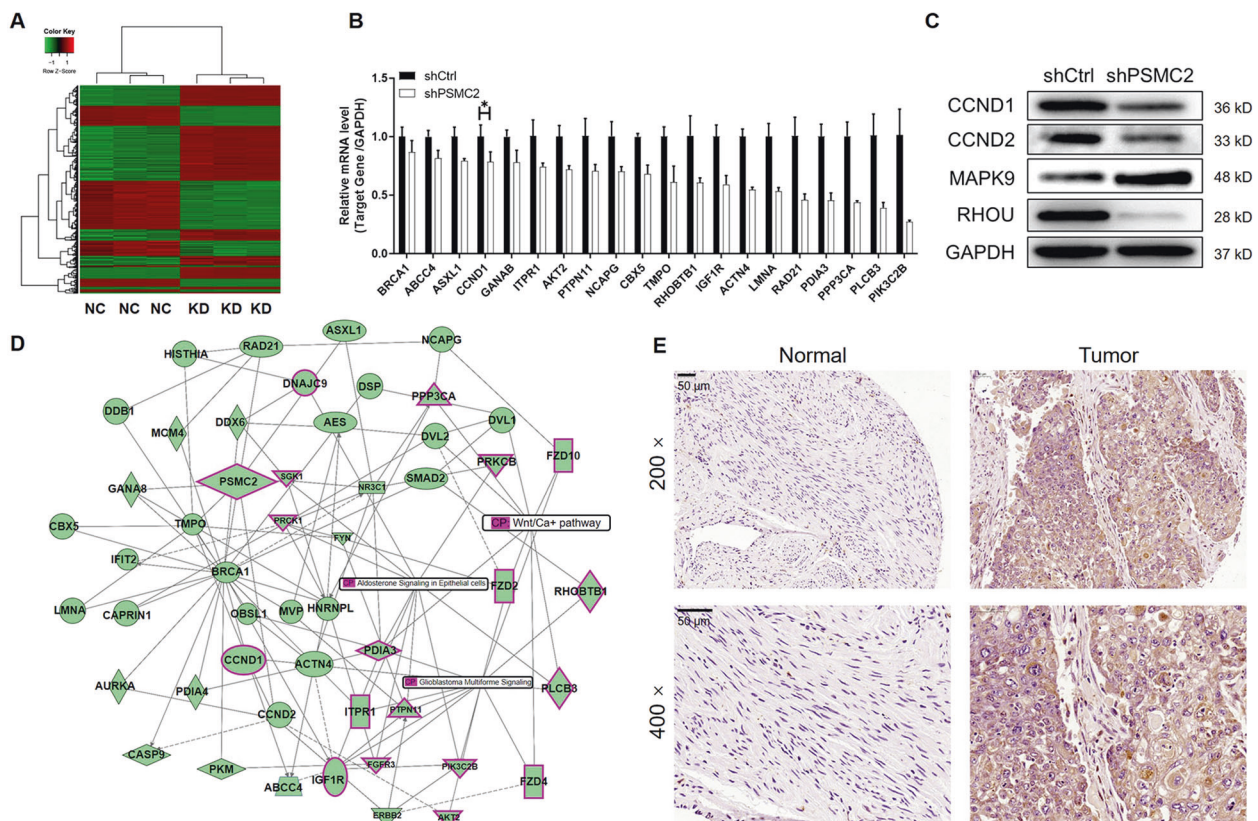 A
Color Key
-1 1
Row Z-Score
NC NC NC KD KD KD
B
shCtrl
shPSMC2
*
Relative mRNA level
(Target Gene /GAPDH)
1.5
1.0
0.5
0.0
BRCA1
ABCC4
ASXL1
CCND1
GANAB
ITPR1
AKT2
PTPN11
NCAPG
CBX5
TMPO
RHOBTB1
IGF1R
ACTN4
LMNA
RAD21
PDIA3
PPP3CA
PLCB3
PIK3C2B
C
shCtrl shPSMC2
CCND1 36 kD
CCND2 33 kD
MAPK9 48 kD
RHOU 28 kD
GAPDH 37 kD
D
ASXL1
NCAPG
RAD21
HISTHIA
DNAJC9
DSP
PPP3CA
DDB1
MCM4
DDX6
AES
DVL2
DVL1
FZD10
PSMC2
SGK1
NR3C1
SMAD2
PRKCB
GANA8
CBX5
TMPO
PRCK1
FYN
CP: Wnt/Ca+ pathway
IFIT2
BRCA1
CP: Aldosterone Signaling in Epithelial cells
FZD2
RHOBTB1
LMNA
CAPRIN1
OBSL1
MVP
HNRNPL
CCND1
ACTN4
PDIA3
CP: Glioblastoma Multiforme Signaling
AURKA
PDIA4
PLCB3
CCND2
ITPR1
PTPN11
CASP9
PKM
ABCC4
IGF1R
FGFR3
PIK3C2B
FZD4
ERBB2
AKT2
E
Normal Tumor
200 ×
50 μm
400 ×
50 μm